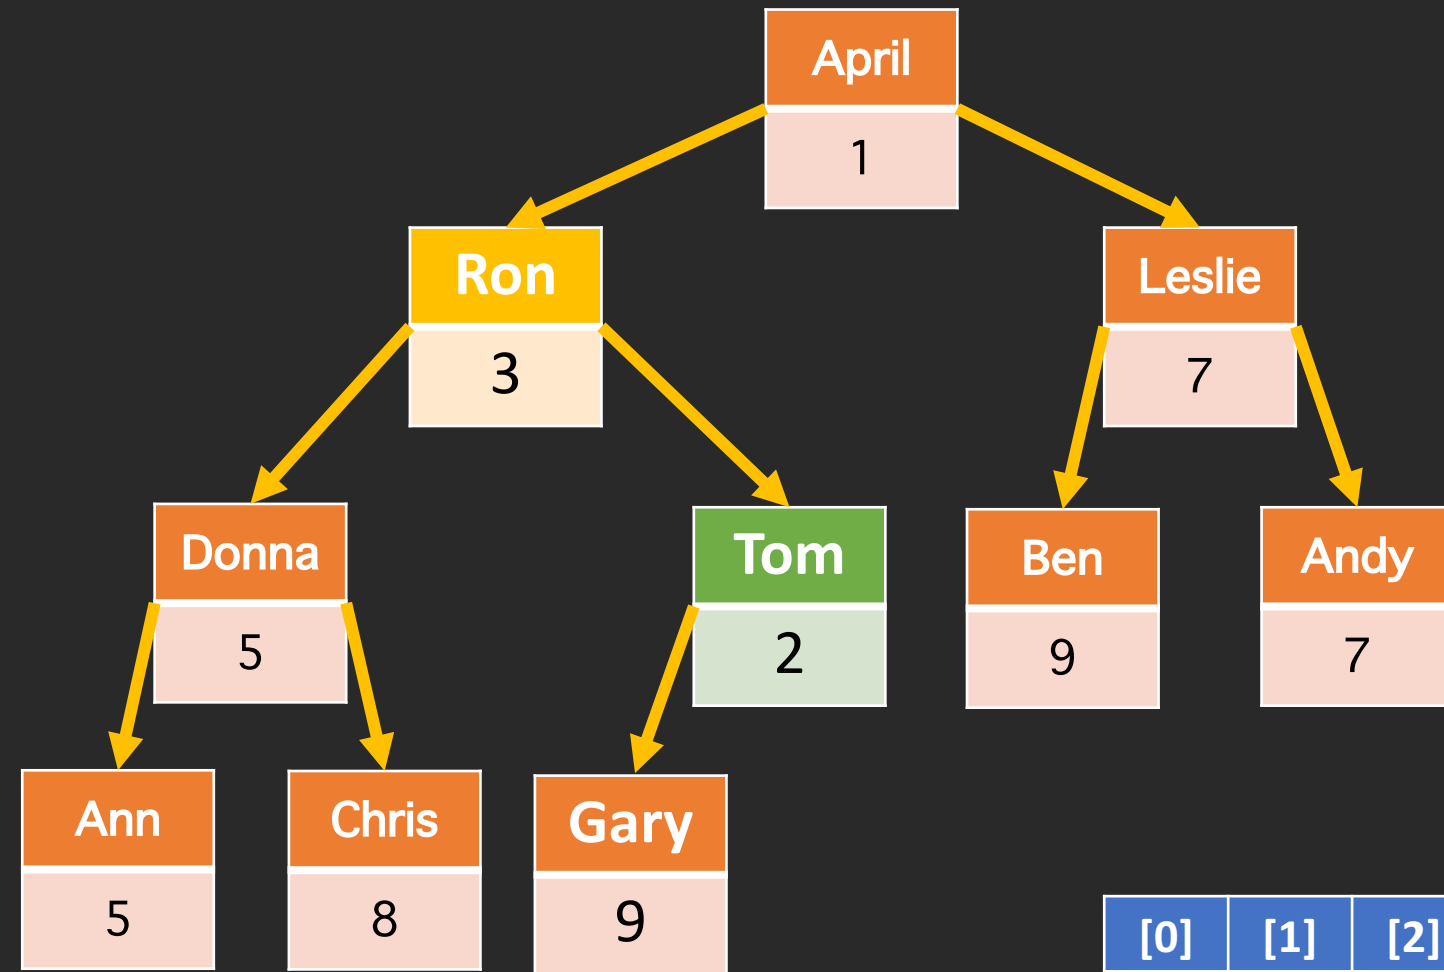 April
1
Ron
3
Leslie
7
Donna
5
Tom
2
Ben
9
Andy
7
Ann
5
Chris
8
Gary
9
[0] [1] [2]